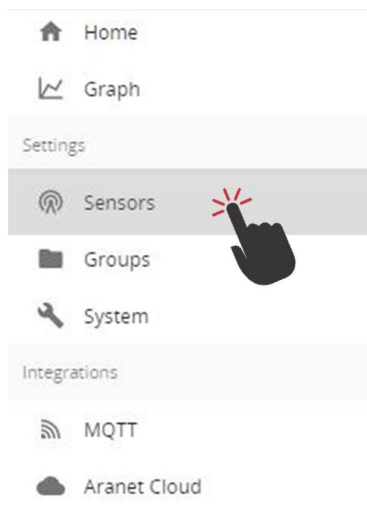 Home
Graph
Settings
Sensors
Groups
System
Integrations
MQTT
Aranet Cloud